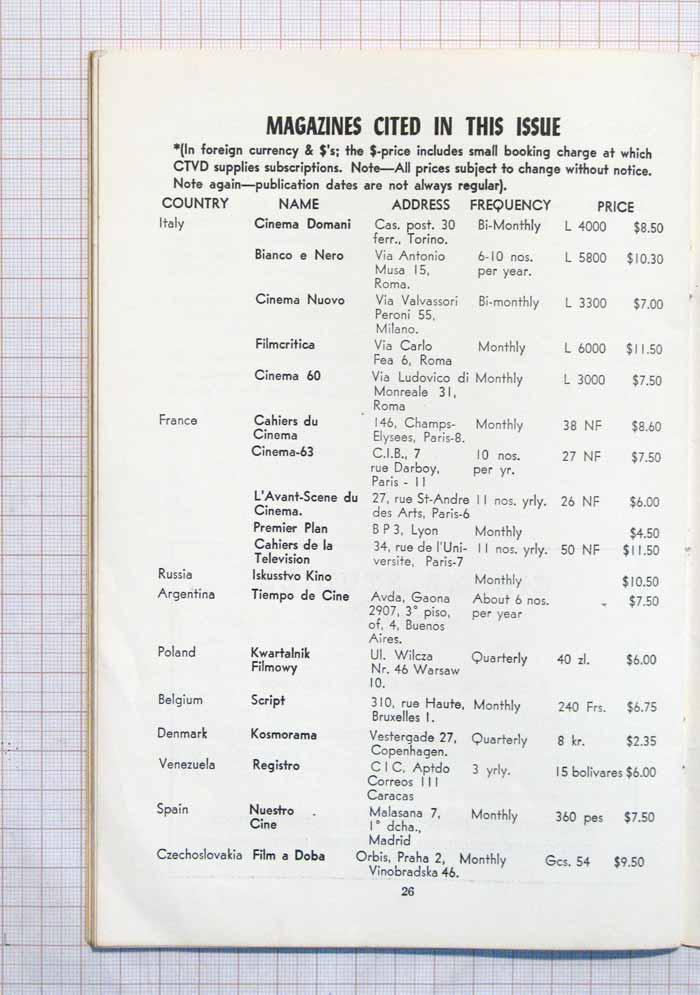 MAGAZINES CITED IN THIS ISSUE
*(In foreign currency & $'s; the $-price includes small booking charge at which
CTVD supplies subscriptions. Note—All prices subject to change without notice.
Note again—publication dates are not always regular).
COUNTRY NAME ADDRESS FREQUENCY PRICE
Italy Cinema Domani Cas. post. 30 Bi-Monthly L 4000 $8.50
ferr., Torino.
Bianco e Nero Via Antonio 6-10 nos. L 5800 $10.30
Musa 15, per year.
Roma.
Cinema Nuovo Via Valvassori Bi-monthly L 3300 $7.00
Peroni 55,
Milano.
Filmcritica Via Carlo Monthly L 6000 $11.50
Fea 6, Roma
Cinema 60 Via Ludovico di Monthly L 3000 $7.50
Monreale 31,
Roma
France Cahiers du 146, Champs- Monthly 38 NF $8.60
Cinema Elysees, Paris-8.
Cinema-63 C.I.B., 7 10 nos. 27 NF $7.50
rue Darboy, per yr.
Paris - 11
L'Avant-Scene du 27, rue St-Andre 11 nos. yrly. 26 NF $6.00
Cinema. des Arts, Paris-6
Premier Plan B P 3, Lyon Monthly $4.50
Cahiers de la 34, rue de l'Uni- 11 nos. yrly. 50 NF $11.50
Television versite, Paris-7
Russia Iskusstvo Kino Monthly $10.50
Argentina Tiempo de Cine Avda, Gaona About 6 nos. $7.50
2907, 3° piso, per year
of, 4, Buenos
Aires.
Poland Kwartalnik Ul. Wilcza Quarterly 40 zl. $6.00
Filmowy Nr. 46 Warsaw
10.
Belgium Script 310, rue Haute, Monthly 240 Frs. $6.75
Bruxelles 1.
Denmark Kosmorama Vestergade 27, Quarterly 8 kr. $2.35
Copenhagen.
Venezuela Registro C I C, Aptdo 3 yrly. 15 bolivares $6.00
Correos 111
Caracas
Spain Nuestro Malasana 7, Monthly 360 pes $7.50
Cine 1° dcha.,
Madrid
Czechoslovakia Film a Doba Orbis, Praha 2, Monthly Gcs. 54 $9.50
Vinobradska 46.
26